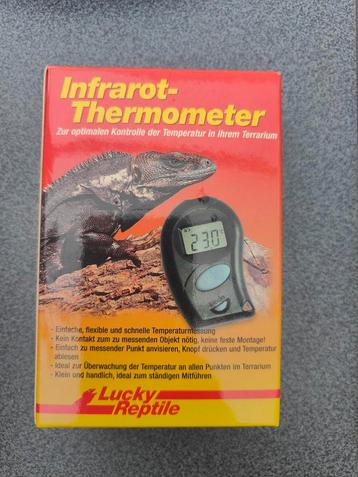 Infrarot-
Thermometer
Zur optimalen Kontrolle der Temperatur in Ihrem Terrarium
23.0
- Einfache, flexible und schnelle Temperaturmessung
- Kein Kontakt zum zu messenden Objekt nötig, keine feste Montage!
- Einfach zu messender Punkt anvisieren, Knopf drücken und Temperatur
ablesen
- Ideal zur Überwachung der Temperatur an allen Punkten im Terrarium
- Klein und handlich, ideal zum ständigen Mitführen
Lucky
Reptile